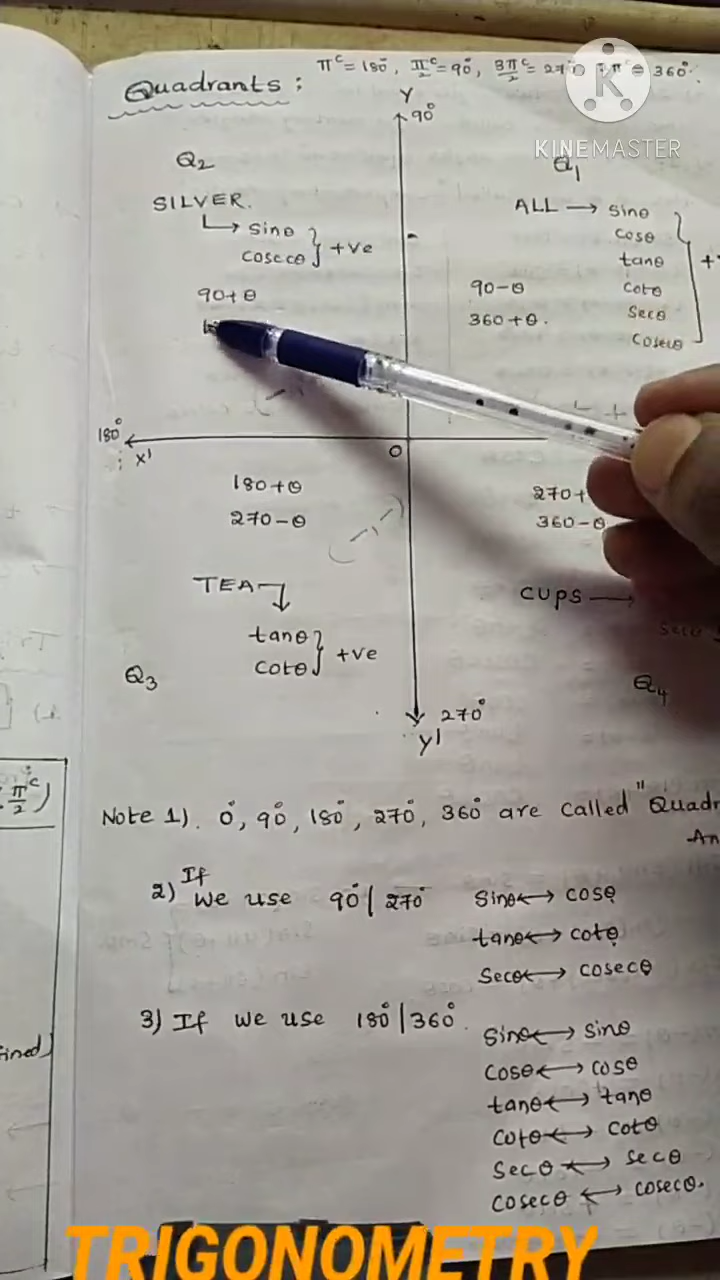 Quadrants :
π^c = 180°, π/2^c = 90°, 3π/2^c = 270
= 360°.
KINEMASTER
Y
90°
Q2
Q1
SILVER.
Sinθ
Cosecθ } +ve
90+θ
ALL → Sinθ
Cosθ
tanθ
Cotθ
Secθ
Cosecθ
90-θ
360+θ.
180°
X'
O
180+θ
270-θ
270+
360-θ
TEA
tanθ
Cotθ } +ve
CUPS →
Q3
Q4
270°
Y'
π/2^c)
Note 1). 0°, 90°, 180°, 270°, 360° are called "Quadr
An
2) If We use 90° | 270°
Sinθ ↔ Cosθ
tanθ ↔ Cotθ
Secθ ↔ Cosecθ
3) If We use 180° | 360°.
Sinθ ↔ Sinθ
Cosθ ↔ Cosθ
tanθ ↔ tanθ
Cotθ ↔ Cotθ
Secθ ↔ Secθ
Cosecθ ↔ Cosecθ.
fined)
TRIGONOMETRY